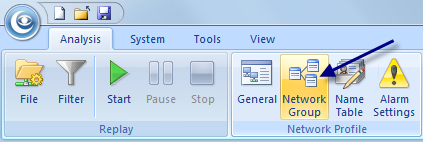 Analysis System Tools View
File Filter Start Pause Stop General Network Group Name Table Alarm Settings
Replay Network Profile